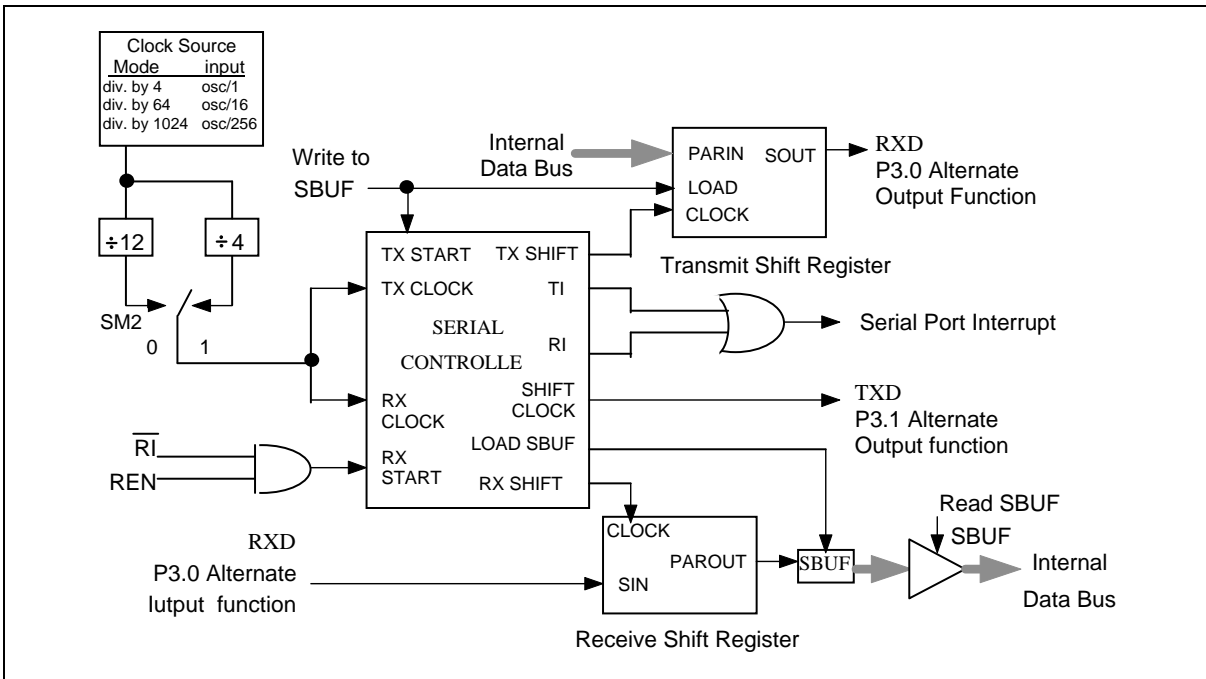 Clock Source
Mode input
div. by 4 osc/1
div. by 64 osc/16
div. by 1024 osc/256
÷12
÷4
SM2
0 1
Write to
SBUF
Internal
Data Bus
PARIN SOUT
LOAD
CLOCK
Transmit Shift Register
RXD
P3.0 Alternate
Output Function
TX START TX SHIFT
TX CLOCK TI
SERIAL
CONTROLLE
RI
RX
CLOCK
SHIFT
CLOCK
LOAD SBUF
RX
START
RX SHIFT
Serial Port Interrupt
TXD
P3.1 Alternate
Output function
R̅I̅
REN
RXD
P3.0 Alternate
Iutput function
CLOCK
PAROUT
SIN
Receive Shift Register
SBUF
Read SBUF
SBUF
Internal
Data Bus